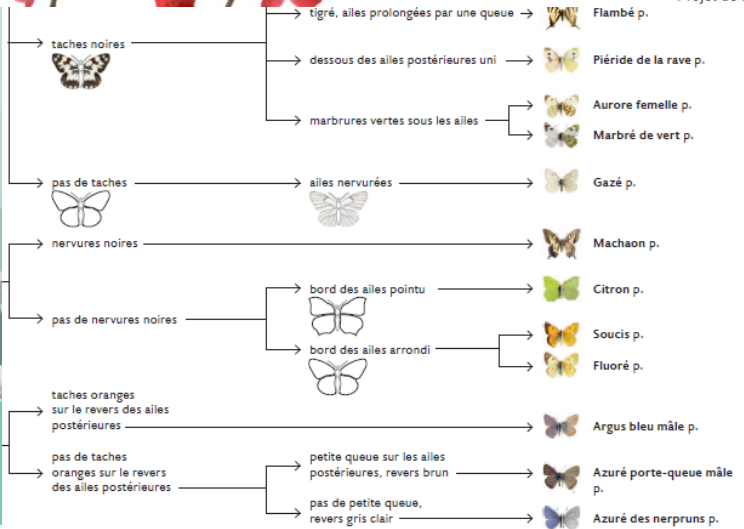 Projet de
tigré, ailes prolongées par une queue
Flambé p.
taches noires
dessous des ailes postérieures uni
Piéride de la rave p.
marbrures vertes sous les ailes
Aurore femelle p.
Marbré de vert p.
pas de taches
ailes nervurées
Gazé p.
nervures noires
Machaon p.
pas de nervures noires
bord des ailes pointu
Citron p.
bord des ailes arrondi
Soucis p.
Fluoré p.
taches oranges
sur le revers des ailes
postérieures
Argus bleu mâle p.
pas de taches
oranges sur le revers
des ailes postérieures
petite queue sur les ailes
postérieures, revers brun
Azuré porte-queue mâle
p.
pas de petite queue,
revers gris clair
Azuré des nerpruns p.